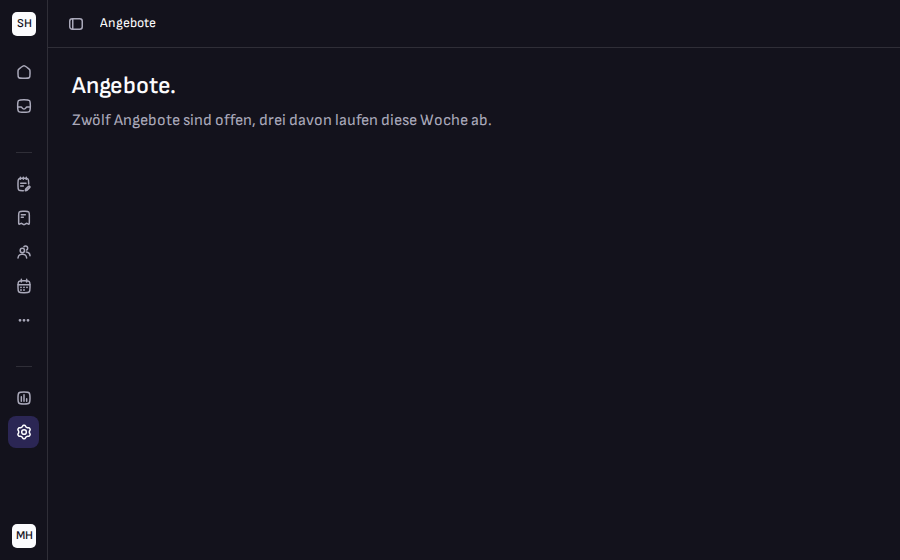 SH
Angebote
Angebote.
Zwölf Angebote sind offen, drei davon laufen diese Woche ab.
MH